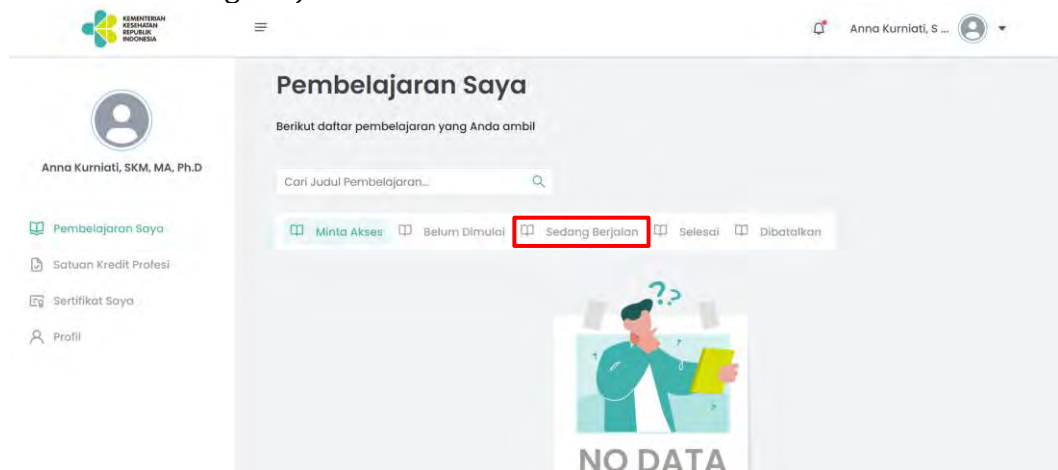 KEMENTERIAN
KESEHATAN
REPUBLIK
INDONESIA
Anna Kurniati, S ...
Anna Kurniati, SKM, MA, Ph.D
Pembelajaran Saya
Satuan Kredit Profesi
Sertifikat Saya
Profil
Pembelajaran Saya
Berikut daftar pembelajaran yang Anda ambil
Cari Judul Pembelajaran...
Minta Akses Belum Dimulai Sedang Berjalan Selesai Dibatalkan
??
NO DATA